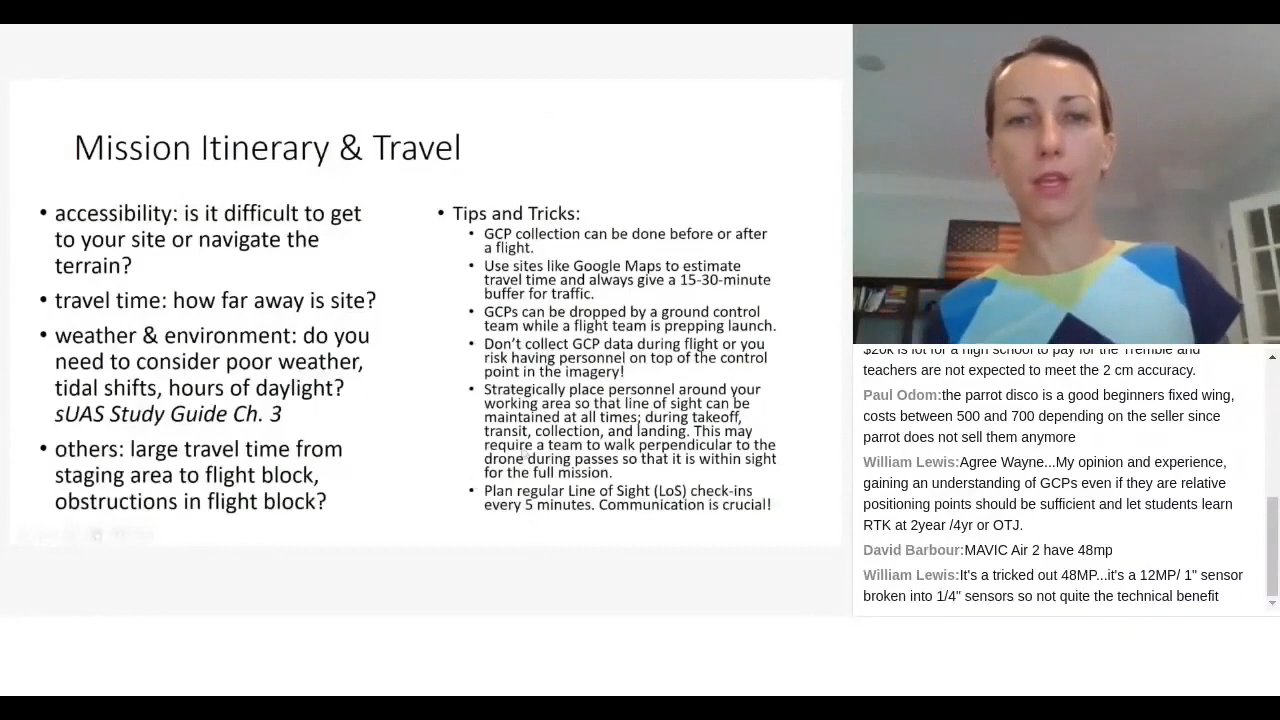 Mission Itinerary & Travel
• accessibility: is it difficult to get
to your site or navigate the
terrain?
• travel time: how far away is site?
• weather & environment: do you
need to consider poor weather,
tidal shifts, hours of daylight?
sUAS Study Guide Ch. 3
• others: large travel time from
staging area to flight block,
obstructions in flight block?
• Tips and Tricks:
• GCP collection can be done before or after
a flight.
• Use sites like Google Maps to estimate
travel time and always give a 15-30-minute
buffer for traffic.
• GCPs can be dropped by a ground control
team while a flight team is prepping launch.
• Don't collect GCP data during flight or you
risk having personnel on top of the control
point in the imagery!
• Strategically place personnel around your
working area so that line of sight can be
maintained at all times; during takeoff,
transit, collection, and landing. This may
require a team to walk perpendicular to the
drone during passes so that it is within sight
for the full mission.
• Plan regular Line of Sight (LoS) check-ins
every 5 minutes. Communication is crucial!
$20k is lot for a high school to pay for the Tremble and
teachers are not expected to meet the 2 cm accuracy.
Paul Odom:the parrot disco is a good beginners fixed wing,
costs between 500 and 700 depending on the seller since
parrot does not sell them anymore
William Lewis:Agree Wayne...My opinion and experience,
gaining an understanding of GCPs even if they are relative
positioning points should be sufficient and let students learn
RTK at 2year /4yr or OTJ.
David Barbour:MAVIC Air 2 have 48mp
William Lewis:It's a tricked out 48MP...it's a 12MP/ 1" sensor
broken into 1/4" sensors so not quite the technical benefit